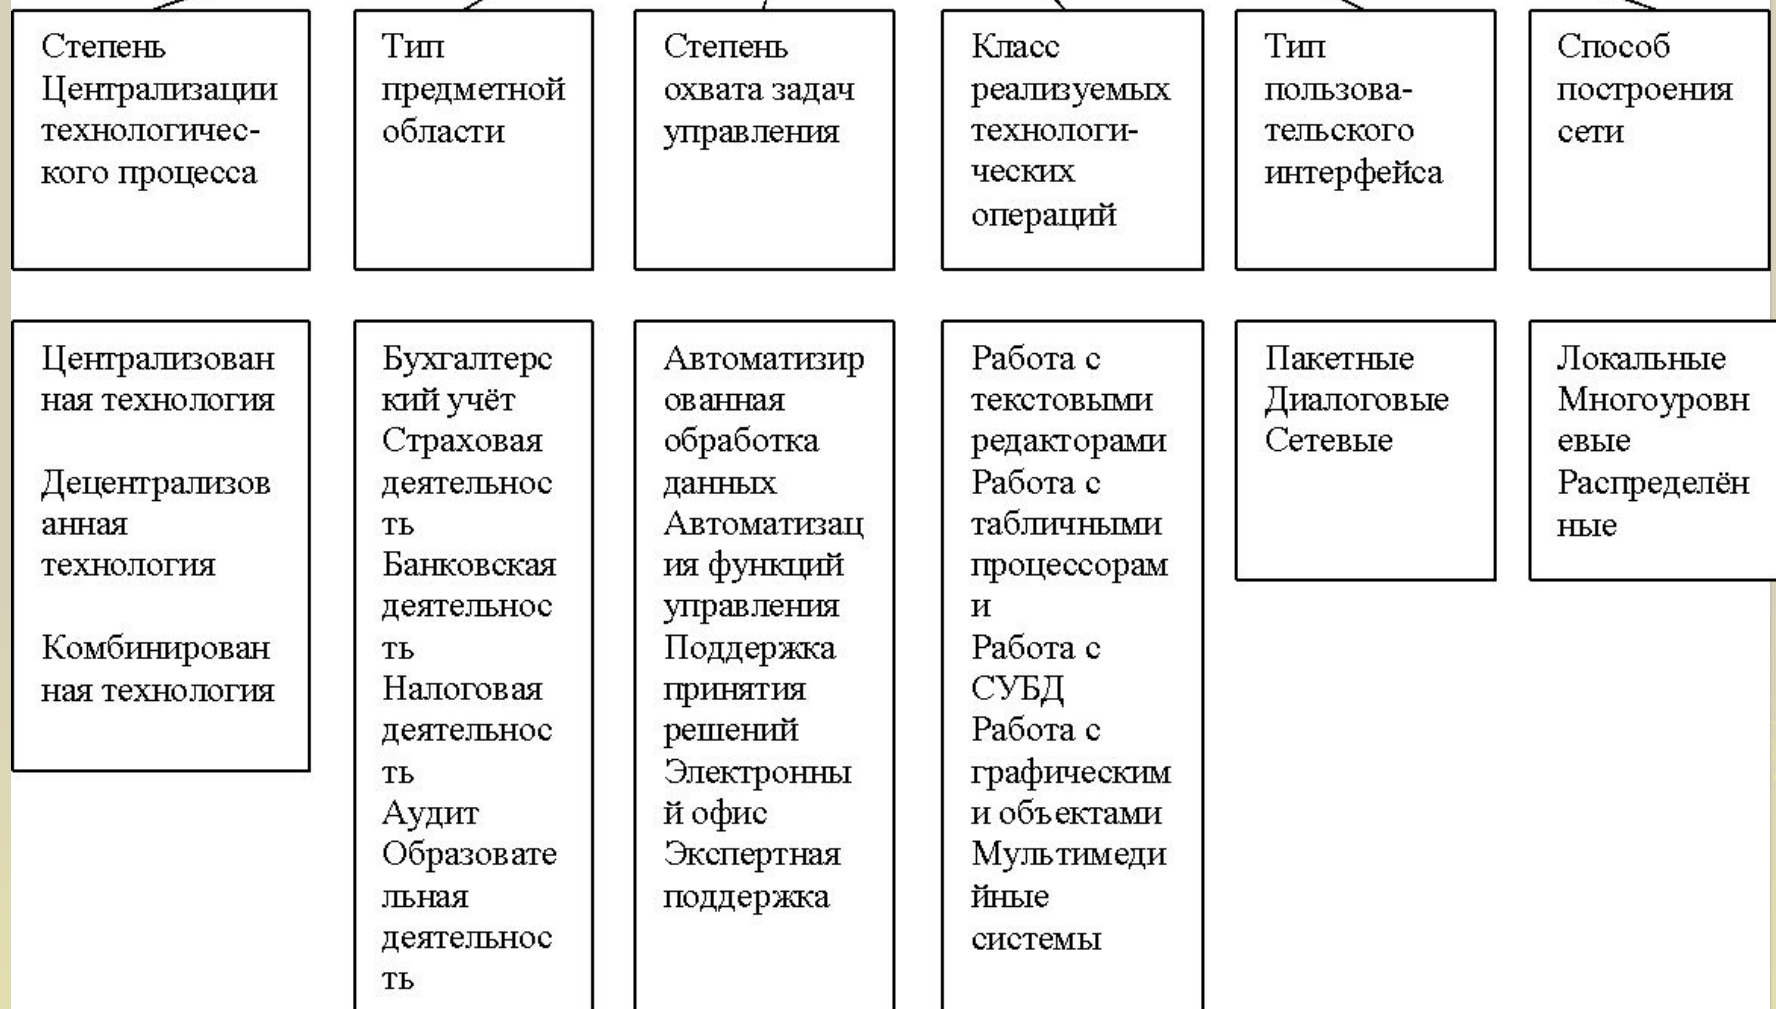 Степень
Централизации
технологичес-
кого процесса
Тип
предметной
области
Степень
охвата задач
управления
Класс
реализуемых
технологи-
ческих
операций
Тип
пользова-
тельского
интерфейса
Способ
построения
сети
Централизован
ная технология
Децентрализов
анная
технология
Комбинирован
ная технология
Бухгалтерс
кий учёт
Страховая
деятельнос
ть
Банковская
деятельнос
ть
Налоговая
деятельнос
ть
Аудит
Образовате
льная
деятельнос
ть
Автоматизир
ованная
обработка
данных
Автоматизац
ия функций
управления
Поддержка
принятия
решений
Электронны
й офис
Экспертная
поддержка
Работа с
текстовыми
редакторами
Работа с
табличными
процессорам
и
Работа с
СУБД
Работа с
графическим
и объектами
Мультимеди
йные
системы
Пакетные
Диалоговые
Сетевые
Локальные
Многоуровн
евые
Распределён
ные